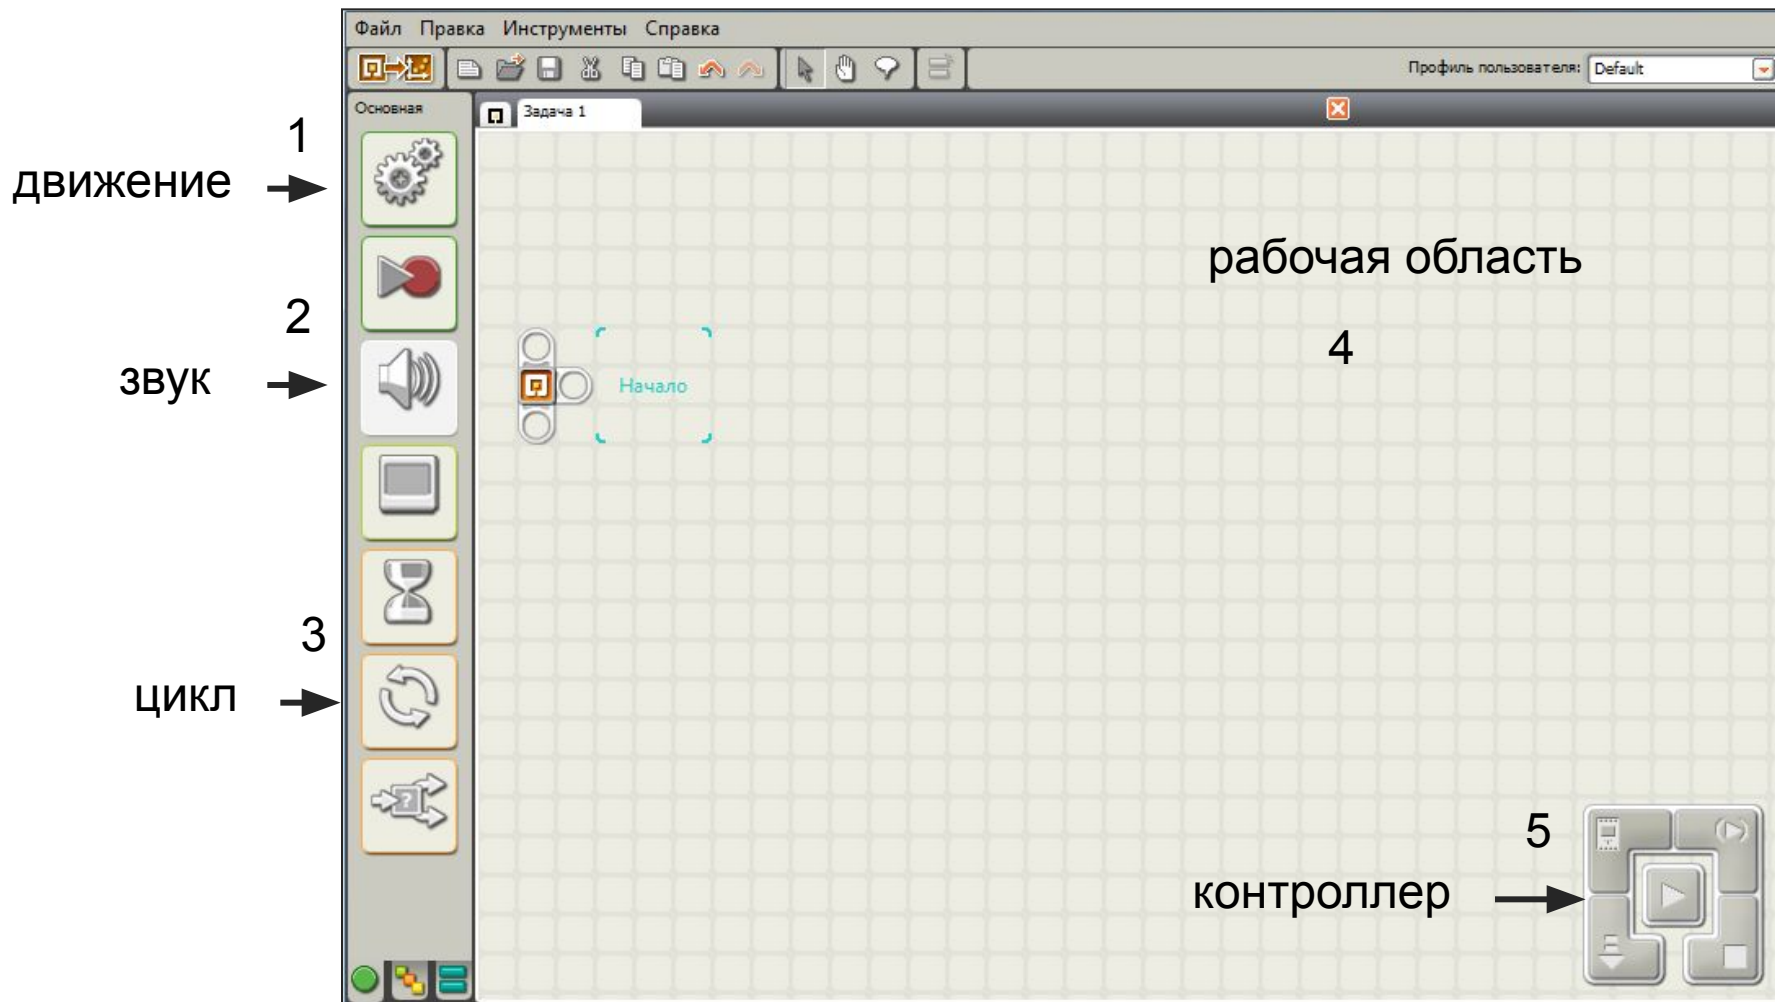 Файл Правка Инструменты Справка
Профиль пользователя: Default
Основная
Задача 1
1
движение
рабочая область
2
4
звук
Начало
?
3
цикл
5
контроллер